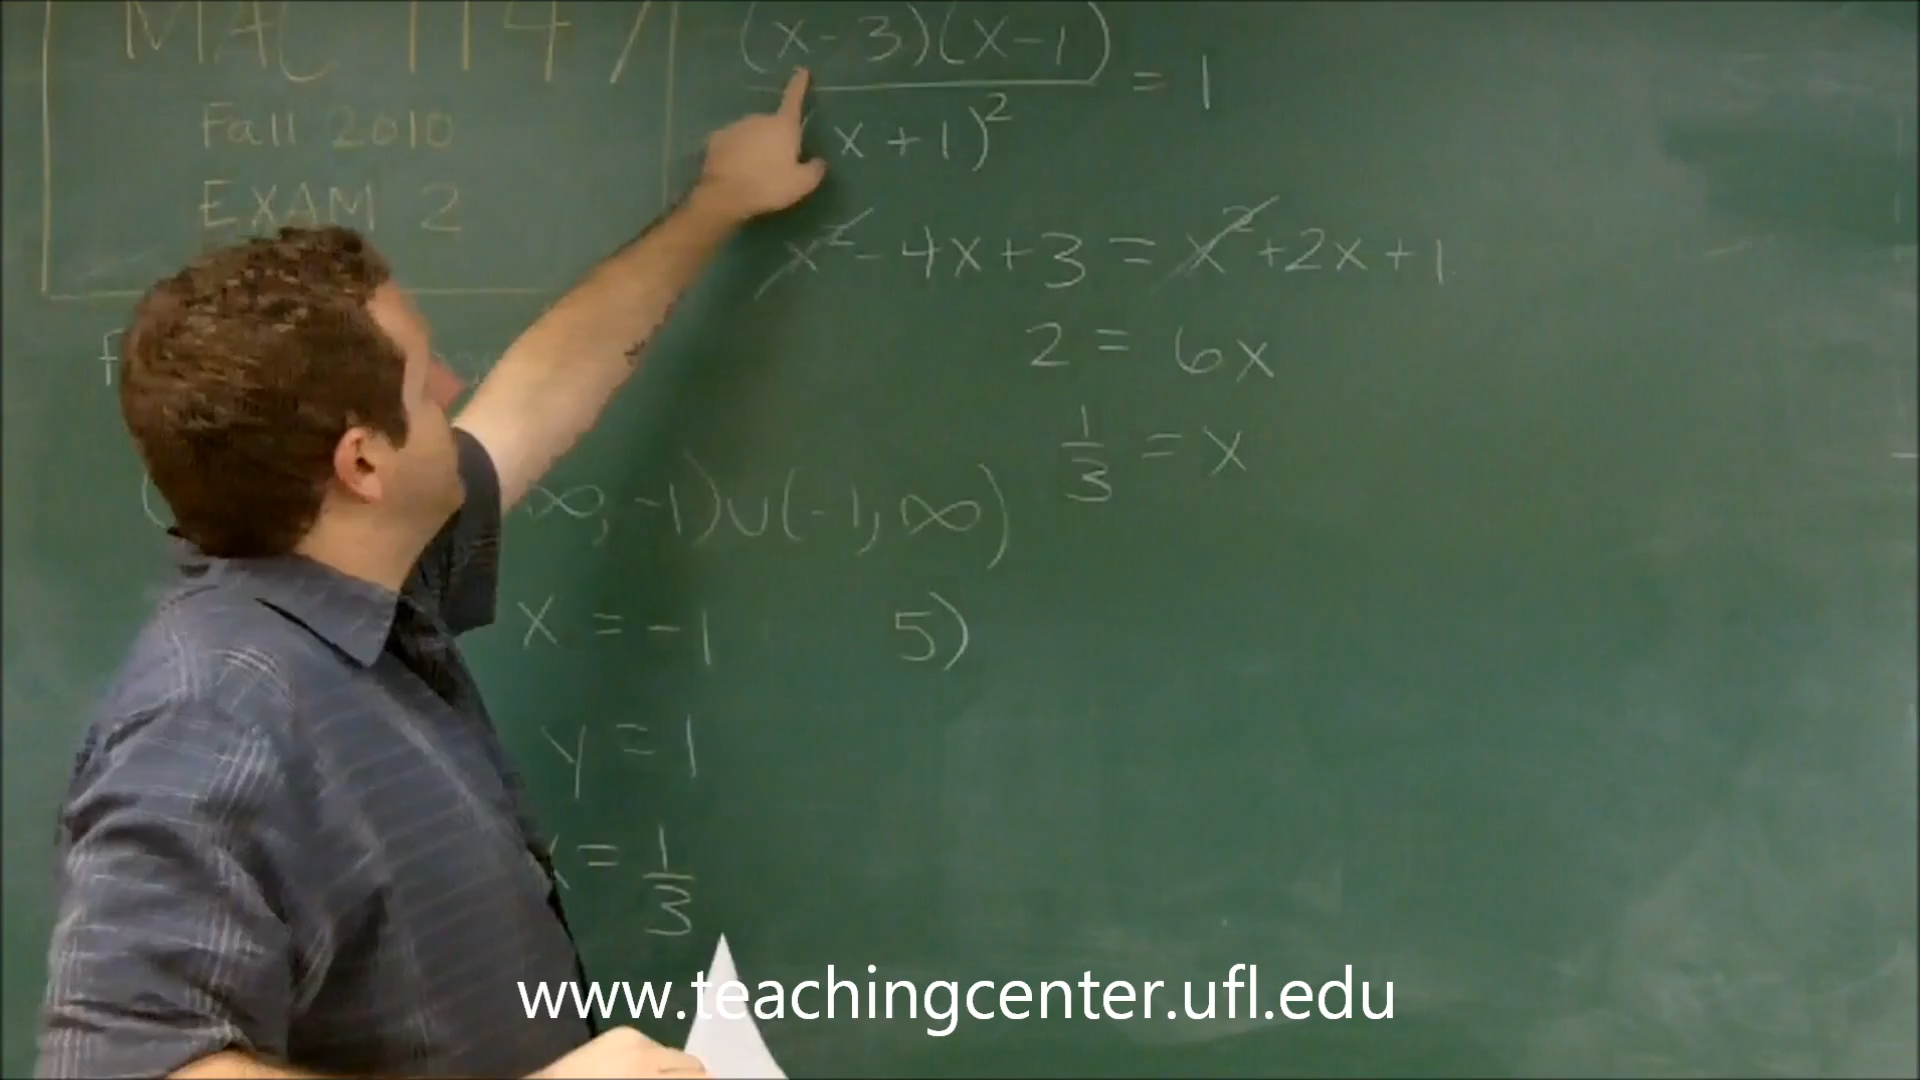 MAC 1147
Fall 2010
EXAM 2
(x-3)(x-1)
= 1
x+1)²
x² - 4x + 3 = x² + 2x + 1
2 = 6x
1/3 = x
∞, -1) ∪ (-1, ∞)
x = -1
5)
y = 1
= 1/3
www.teachingcenter.ufl.edu